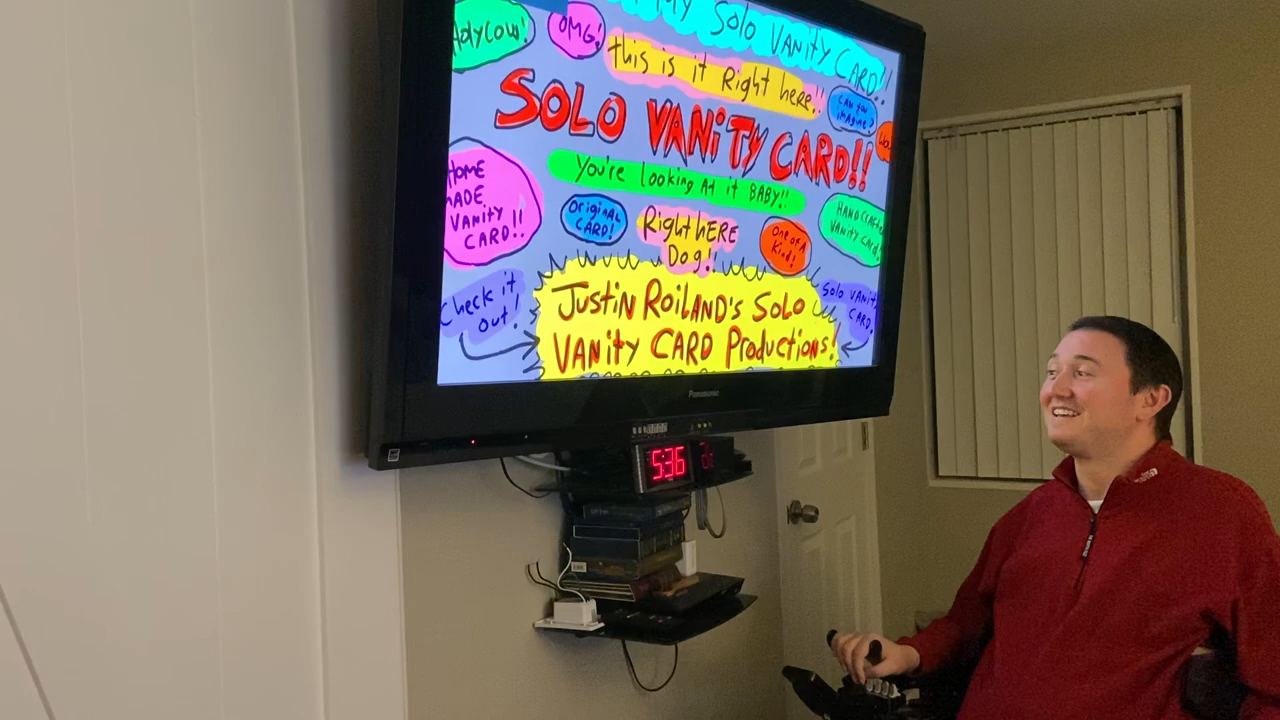 MY SOLO VANITY CARD!!
HOLY COW!
OMG!
this is it Right here!!
CAN YOU
iMAGiNE?
SOLO VANiTY CARD!!
You're looking At it BABY!!
HOME
MADE
VANiTY
CARD!!
ORiGiNAL
CARD!
Right hERE
Dog!!
One of A
Kind!
HANDCRAFTED
VANiTY CARD!
Check it
out!
JUSTiN ROiLAND'S SOLO
VANiTY CARD Productions!
SOLO VANiTY
CARD.
Panasonic
5:36